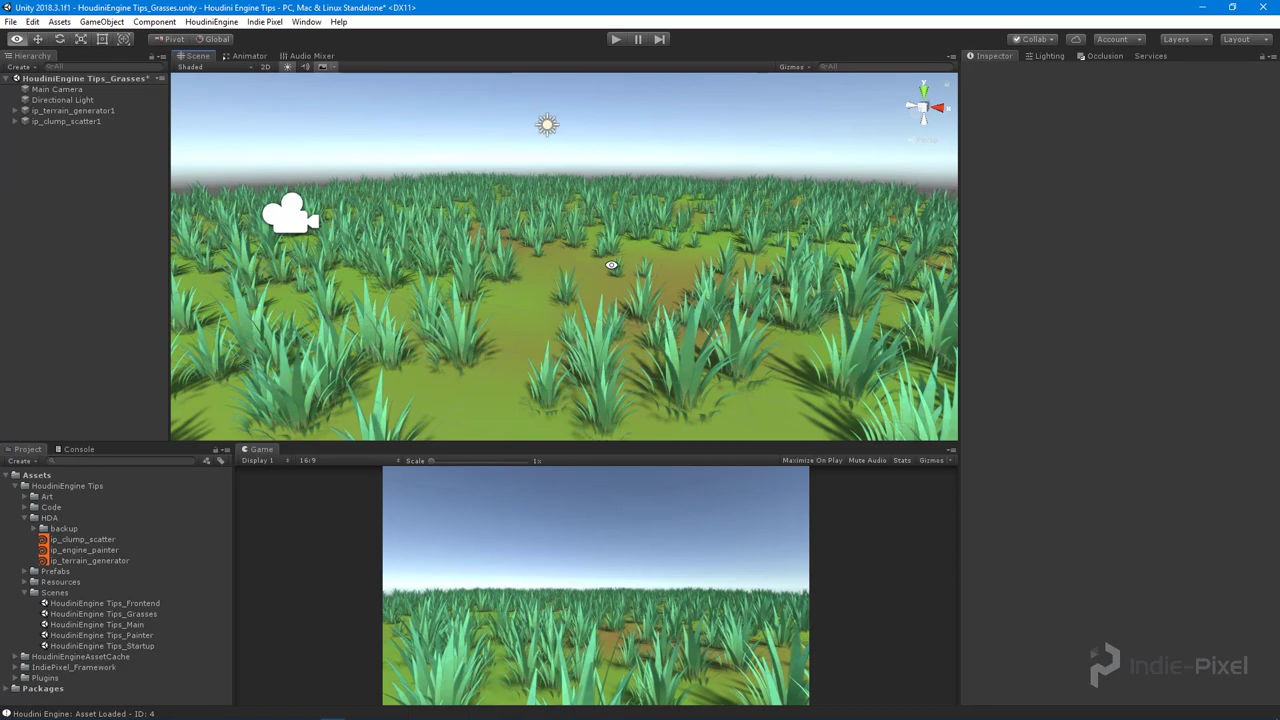 Unity 2018.3.1f1 - HoudiniEngine Tips_Grasses.unity - Houdini Engine Tips - PC, Mac & Linux Standalone* <DX11>
File Edit Assets GameObject Component HoudiniEngine Indie Pixel Window Help
Pivot Global Collab Account Layers Layout
Hierarchy Scene Animator Audio Mixer Inspector Lighting Occlusion Services
Create All Shaded 2D Gizmos All
HoudiniEngine Tips_Grasses*
Main Camera
Directional Light
ip_terrain_generator1
ip_clump_scatter1
y
x
Persp
Project Console Game
Create Display 1 16:9 Scale 1x Maximize On Play Mute Audio Stats Gizmos
Assets
HoudiniEngine Tips
Art
Code
HDA
backup
ip_clump_scatter
ip_engine_painter
ip_terrain_generator
Prefabs
Resources
Scenes
HoudiniEngine Tips_Frontend
HoudiniEngine Tips_Grasses
HoudiniEngine Tips_Main
HoudiniEngine Tips_Painter
HoudiniEngine Tips_Startup
HoudiniEngineAssetCache
IndiePixel_Framework
Plugins
Packages
Indie-Pixel
Houdini Engine: Asset Loaded - ID: 4